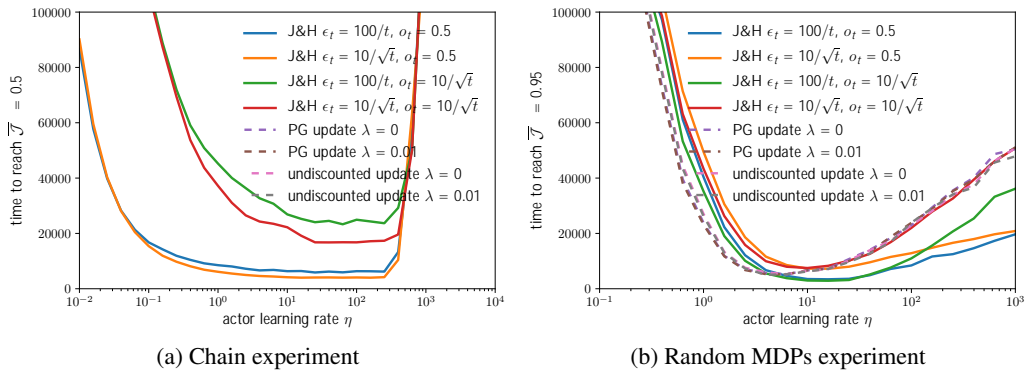 100000
80000
60000
40000
20000
0
time to reach 𝒥̅ = 0.5
J&H ϵ_t = 100/t, o_t = 0.5
J&H ϵ_t = 10/√t, o_t = 0.5
J&H ϵ_t = 100/t, o_t = 10/√t
J&H ϵ_t = 10/√t, o_t = 10/√t
PG update λ = 0
PG update λ = 0.01
undiscounted update λ = 0
undiscounted update λ = 0.01
10⁻² 10⁻¹ 10⁰ 10¹ 10² 10³ 10⁴
actor learning rate η
(a) Chain experiment
100000
80000
60000
40000
20000
0
time to reach 𝒥̅ = 0.95
J&H ϵ_t = 100/t, o_t = 0.5
J&H ϵ_t = 10/√t, o_t = 0.5
J&H ϵ_t = 100/t, o_t = 10/√t
J&H ϵ_t = 10/√t, o_t = 10/√t
PG update λ = 0
PG update λ = 0.01
undiscounted update λ = 0
undiscounted update λ = 0.01
10⁻¹ 10⁰ 10¹ 10² 10³
actor learning rate η
(b) Random MDPs experiment